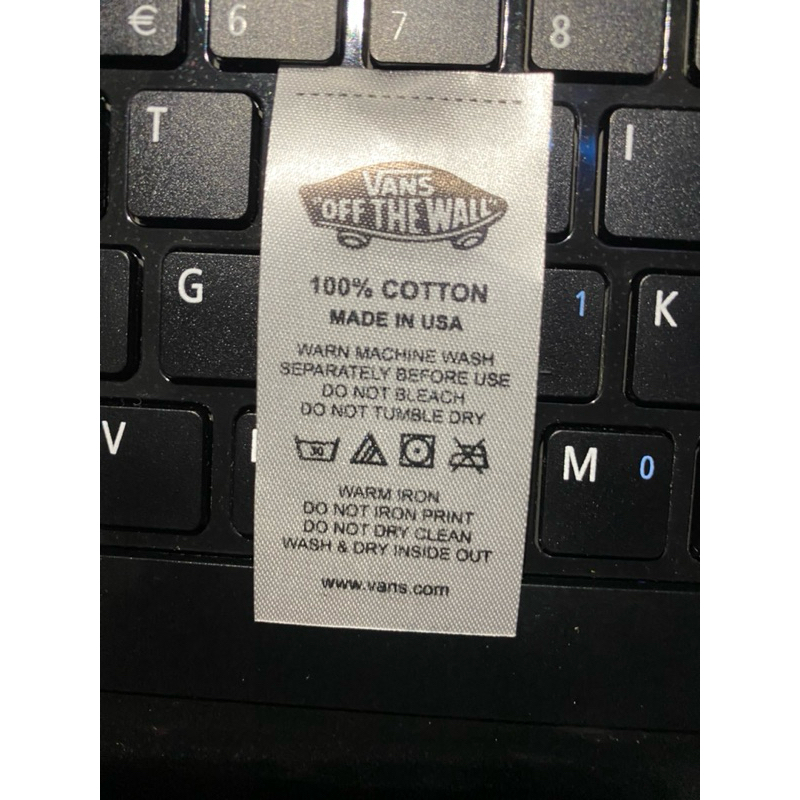 € 6 7 8
T I
VANS
"OFF THE WALL"
G 1 K
100% COTTON
MADE IN USA
WARN MACHINE WASH
SEPARATELY BEFORE USE
DO NOT BLEACH
DO NOT TUMBLE DRY
V M 0
30
WARM IRON
DO NOT IRON PRINT
DO NOT DRY CLEAN
WASH & DRY INSIDE OUT
www.vans.com